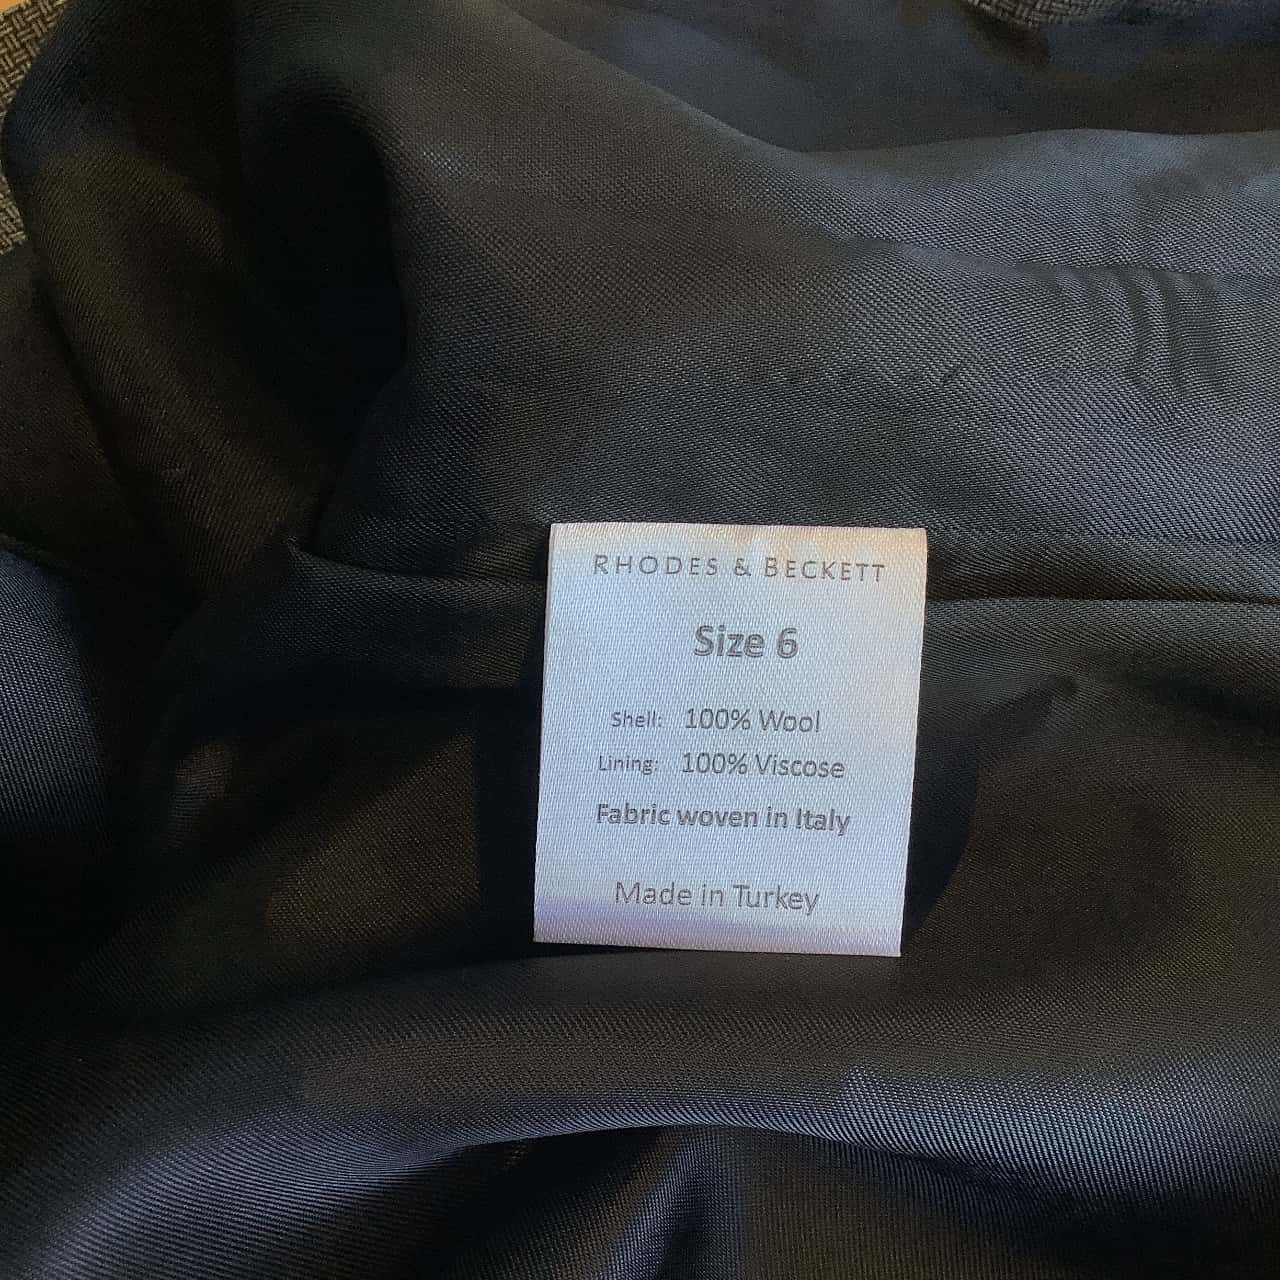 RHODES & BECKETT
Size 6
Shell: 100% Wool
Lining: 100% Viscose
Fabric woven in Italy
Made in Turkey